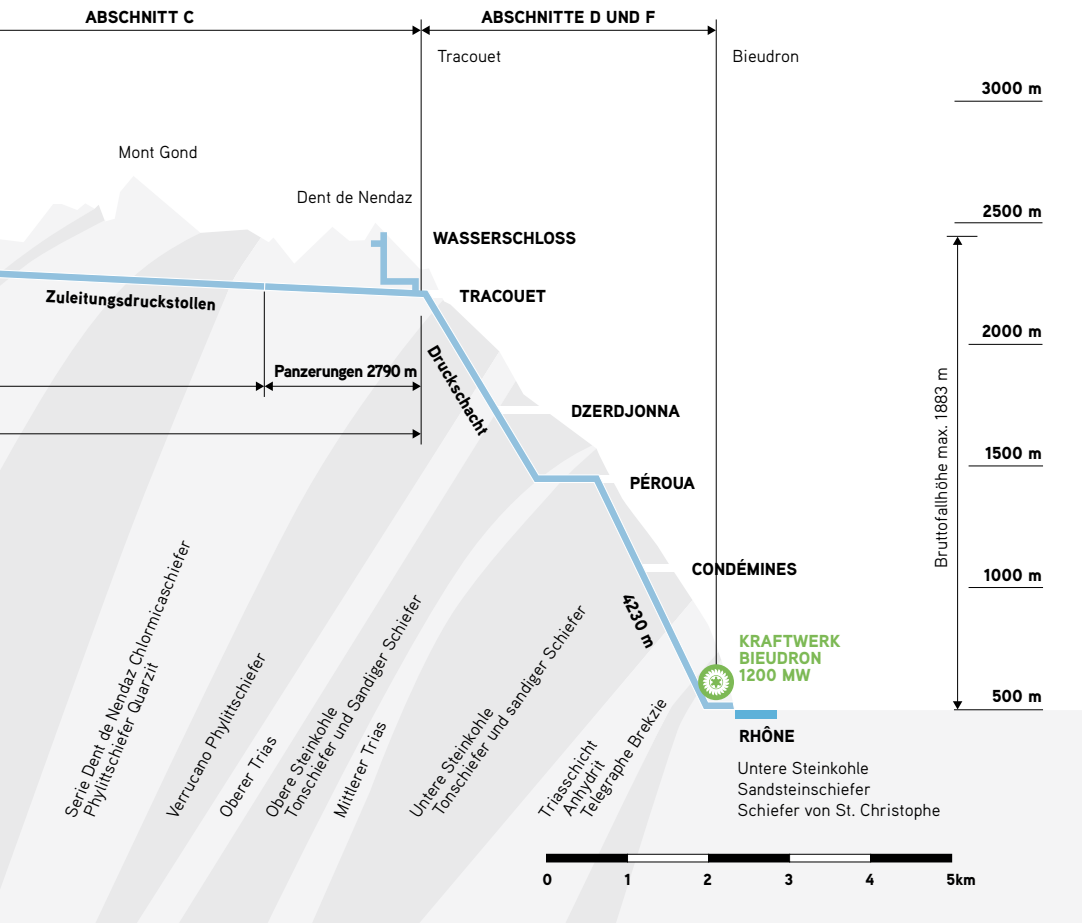 ABSCHNITT C
ABSCHNITTE D UND F
Tracouet
Bieudron
3000 m
Mont Gond
Dent de Nendaz
2500 m
WASSERSCHLOSS
Zuleitungsdruckstollen
TRACOUET
2000 m
Panzerungen 2790 m
Druckschacht
Bruttofallhöhe max. 1883 m
DZERDJONNA
1500 m
PÉROUA
CONDÉMINES
1000 m
4230 m
KRAFTWERK
BIEUDRON
1200 MW
500 m
RHÔNE
Serie Dent de Nendaz Chlormicaschiefer
Phylittschiefer Quarzit
Verrucano Phylittschiefer
Oberer Trias
Obere Steinkohle
Tonschiefer und Sandiger Schiefer
Mittlerer Trias
Untere Steinkohle
Tonschiefer und sandiger Schiefer
Triasschicht
Anhydrit
Telegraphe Brekzie
Untere Steinkohle
Sandsteinschiefer
Schiefer von St. Christophe
0 1 2 3 4 5km